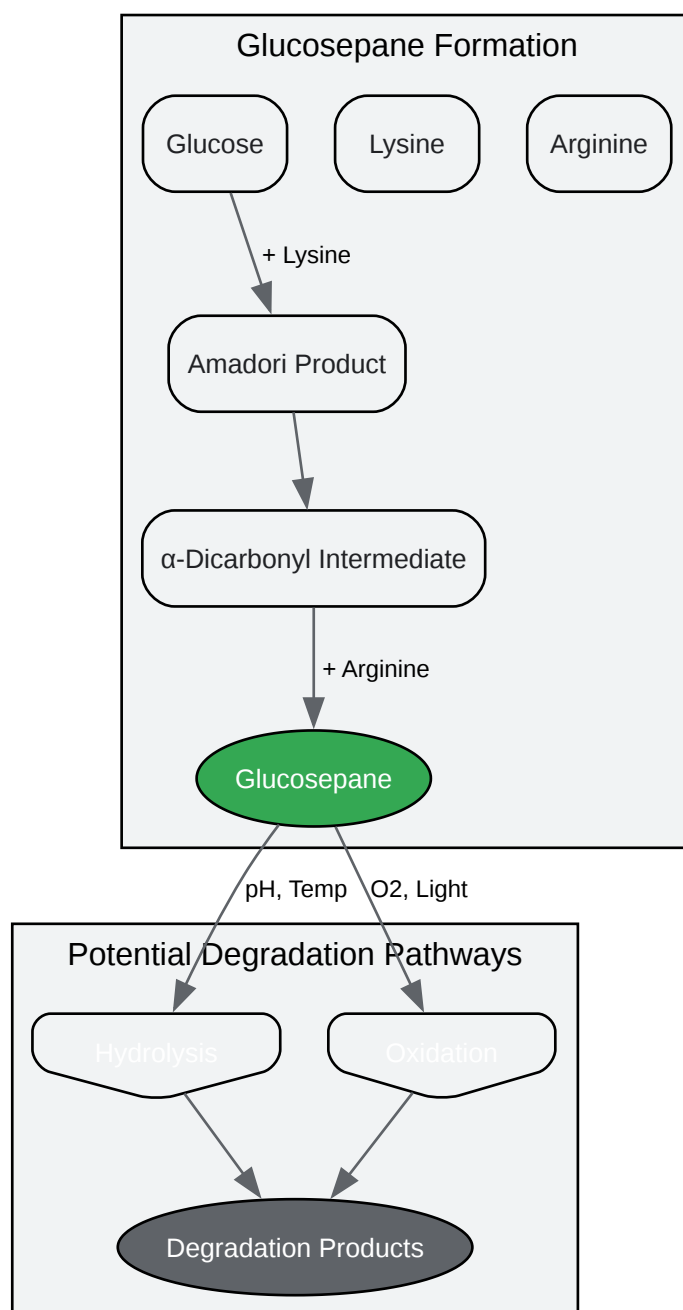 Glucosepane Formation
Glucose
Lysine
Arginine
+ Lysine
Amadori Product
α-Dicarbonyl Intermediate
+ Arginine
Glucosepane
pH, Temp
O2, Light
Potential Degradation Pathways
Hydrolysis
Oxidation
Degradation Products